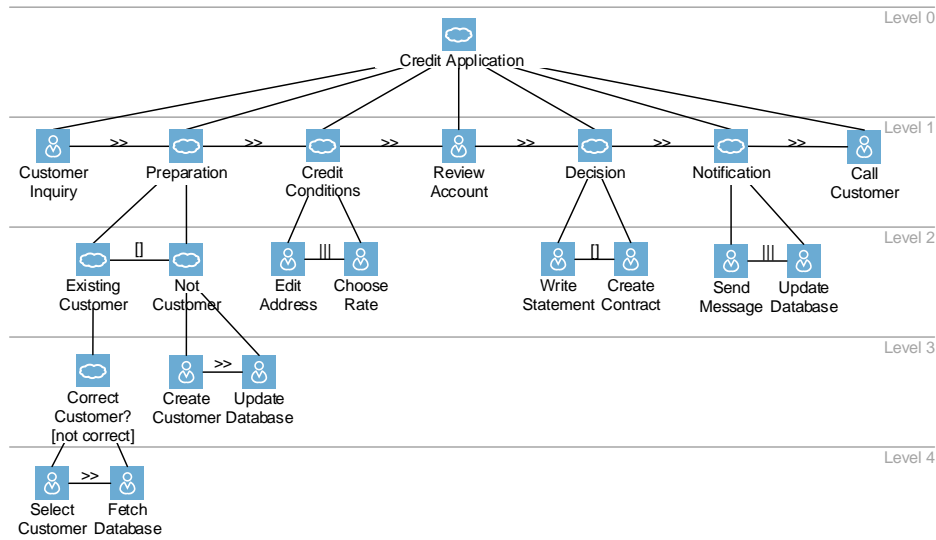 Level 0
Credit Application
Level 1
>> >> >> >> >> >>
Customer Inquiry
Preparation
Credit Conditions
Review Account
Decision
Notification
Call Customer
Level 2
[] ||| [] |||
Existing Customer
Not Customer
Edit Address
Choose Rate
Write Statement
Create Contract
Send Message
Update Database
Level 3
>>
Correct Customer? [not correct]
Create Customer
Update Database
Level 4
>>
Select Customer
Fetch Database